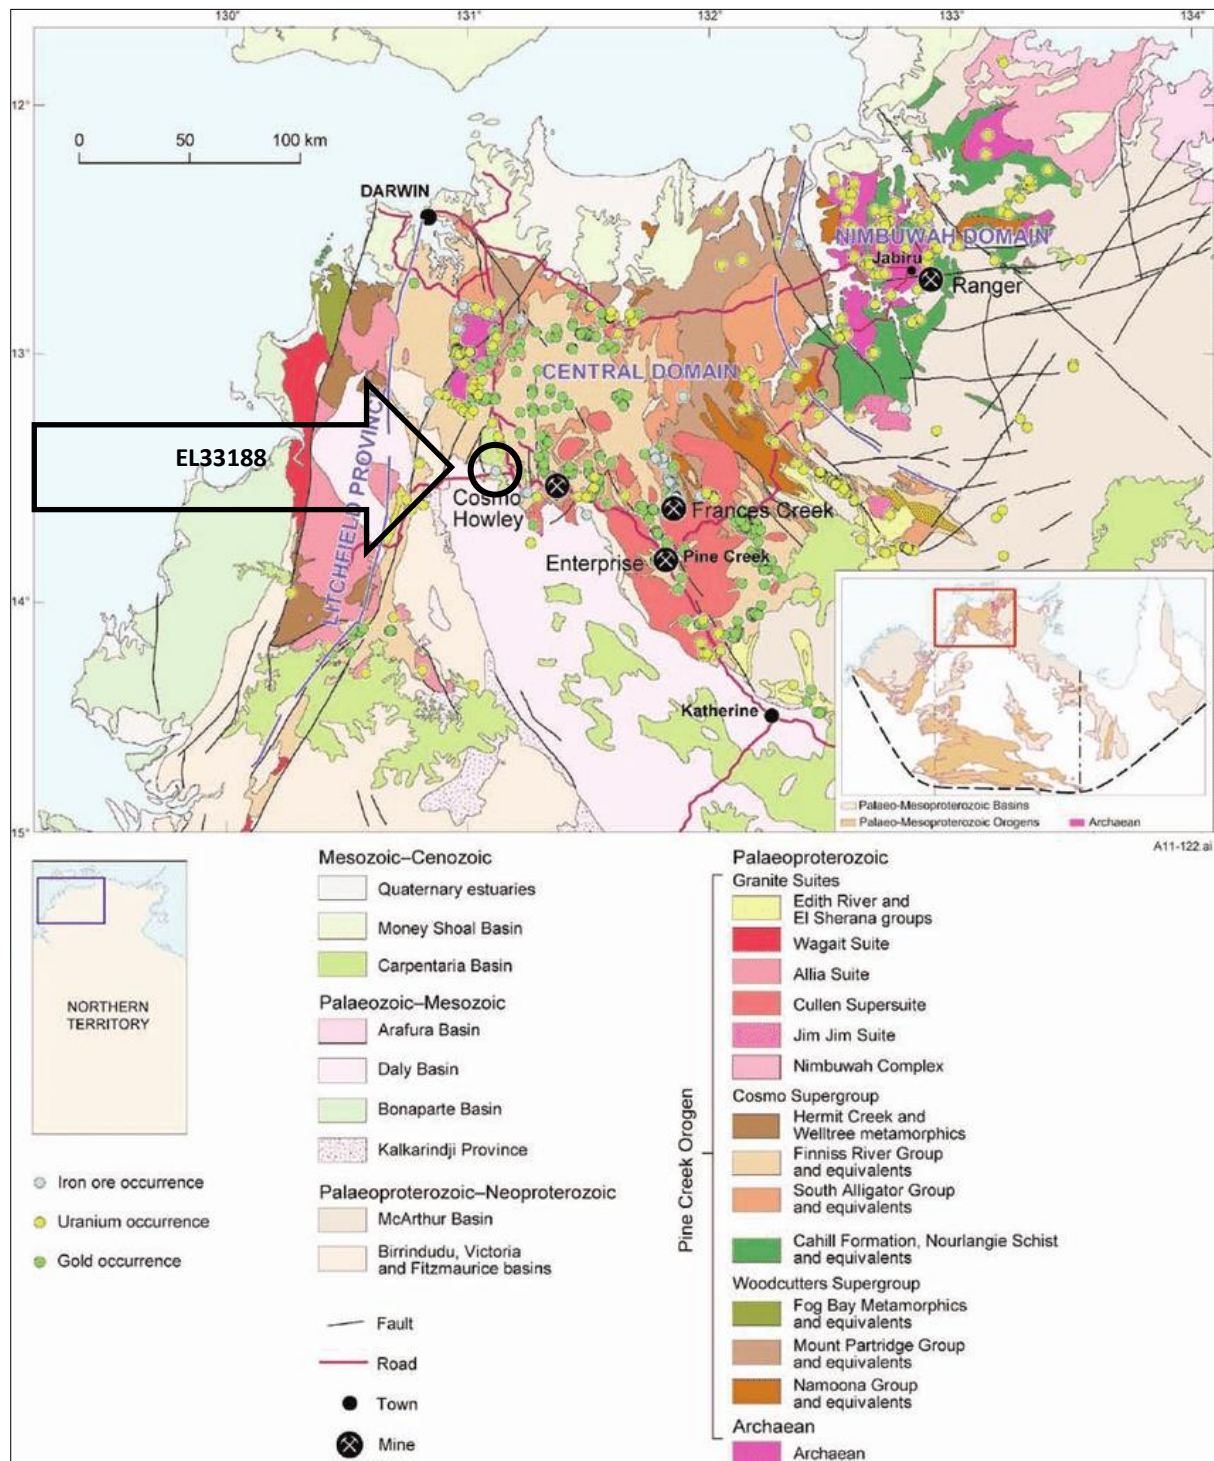 130°
131°
132°
133°
134°
12°
0 50 100 km
DARWIN
NIMBUWAH DOMAIN
Jabiru
Ranger
13°
CENTRAL DOMAIN
EL33188
LITCHFIELD PROVINCE
Cosmo
Howley
Frances Creek
Enterprise
Pine Creek
14°
Katherine
15°
Palaeo-Mesoproterozoic Basins
Palaeo-Mesoproterozoic Orogens
Archaean
A11-122.ai
NORTHERN
TERRITORY
Iron ore occurrence
Uranium occurrence
Gold occurrence
Mesozoic–Cenozoic
Quaternary estuaries
Money Shoal Basin
Carpentaria Basin
Palaeozoic–Mesozoic
Arafura Basin
Daly Basin
Bonaparte Basin
Kalkarindji Province
Palaeoproterozoic–Neoproterozoic
McArthur Basin
Birrindudu, Victoria
and Fitzmaurice basins
Fault
Road
Town
Mine
Pine Creek Orogen
Palaeoproterozoic
Granite Suites
Edith River and
El Sherana groups
Wagait Suite
Allia Suite
Cullen Supersuite
Jim Jim Suite
Nimbuwah Complex
Cosmo Supergroup
Hermit Creek and
Welltree metamorphics
Finniss River Group
and equivalents
South Alligator Group
and equivalents
Cahill Formation, Nourlangie Schist
and equivalents
Woodcutters Supergroup
Fog Bay Metamorphics
and equivalents
Mount Partridge Group
and equivalents
Namoona Group
and equivalents
Archaean
Archaean